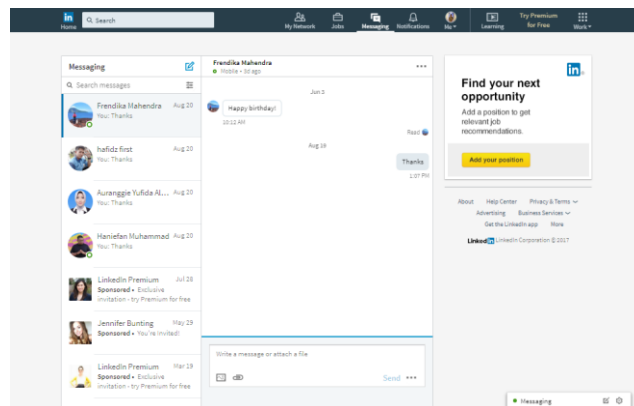 in Search
Home My Network Jobs Messaging Notifications Me Learning Try Premium for Free Work
Messaging
Search messages
Frendika Mahendra Aug 20
You: Thanks
hafidz first Aug 20
You: Thanks
Auranggie Yufida Al... Aug 20
You: Thanks
Haniefan Muhammad Aug 20
You: Thanks
LinkedIn Premium Jul 26
Sponsored • Exclusive
invitation - try Premium for free
Jennifer Bunting May 29
Sponsored • You're invited!
LinkedIn Premium Mar 19
Sponsored • Exclusive
invitation - try Premium for free
Frendika Mahendra
Mobile • 3d ago
Jun 3
Happy birthday!
10:12 AM
Read
Aug 19
Thanks
1:37 PM
Write a message or attach a file
Send
in
Find your next
opportunity
Add a position to get
relevant job
recommendations.
Add your position
About Help Center Privacy & Terms
Advertising Business Services
Get the LinkedIn app More
Linked in LinkedIn Corporation © 2017
Messaging